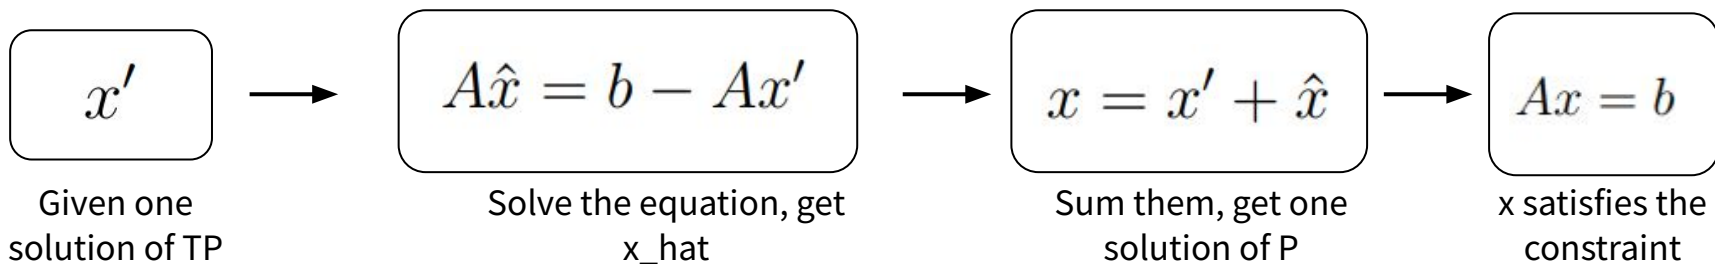 x′
Ax̂ = b − Ax′
x = x′ + x̂
Ax = b
Given one
solution of TP
Solve the equation, get
x_hat
Sum them, get one
solution of P
x satisfies the
constraint